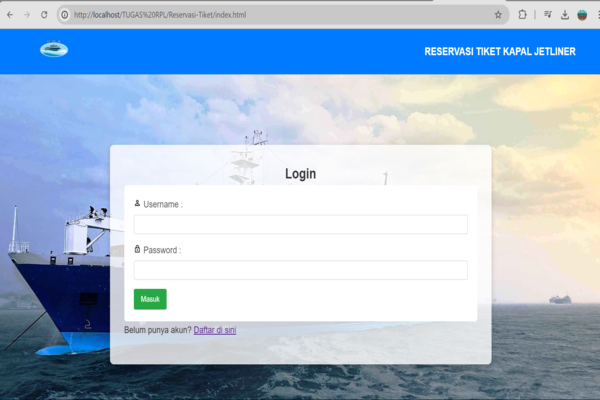 http://localhost/TUGAS%20RPL/Reservasi-Tiket/index.html
RESERVASI TIKET KAPAL JETLINER
Login
Username :
Password :
Masuk
Belum punya akun? Daftar di sini